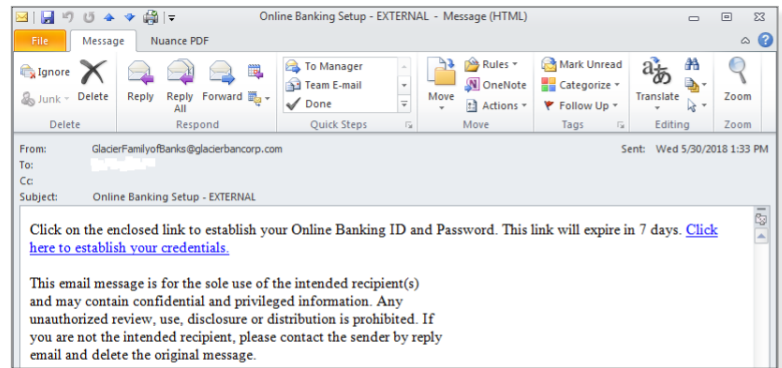 Online Banking Setup - EXTERNAL - Message (HTML)
File Message Nuance PDF
Ignore
Junk
Delete
Reply
Reply All
Forward
To Manager
Team E-mail
Done
Move
Rules
OneNote
Actions
Mark Unread
Categorize
Follow Up
Translate
Zoom
Delete Respond Quick Steps Move Tags Editing Zoom
From: GlacierFamilyofBanks@glacierbancorp.com Sent: Wed 5/30/2018 1:33 PM
To:
Cc:
Subject: Online Banking Setup - EXTERNAL
Click on the enclosed link to establish your Online Banking ID and Password. This link will expire in 7 days. Click
here to establish your credentials.
This email message is for the sole use of the intended recipient(s)
and may contain confidential and privileged information. Any
unauthorized review, use, disclosure or distribution is prohibited. If
you are not the intended recipient, please contact the sender by reply
email and delete the original message.